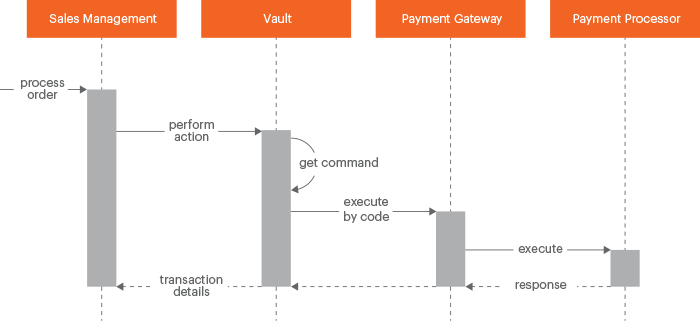 Sales Management
Vault
Payment Gateway
Payment Processor
process
order
perform
action
get command
execute
by code
execute
transaction
details
response